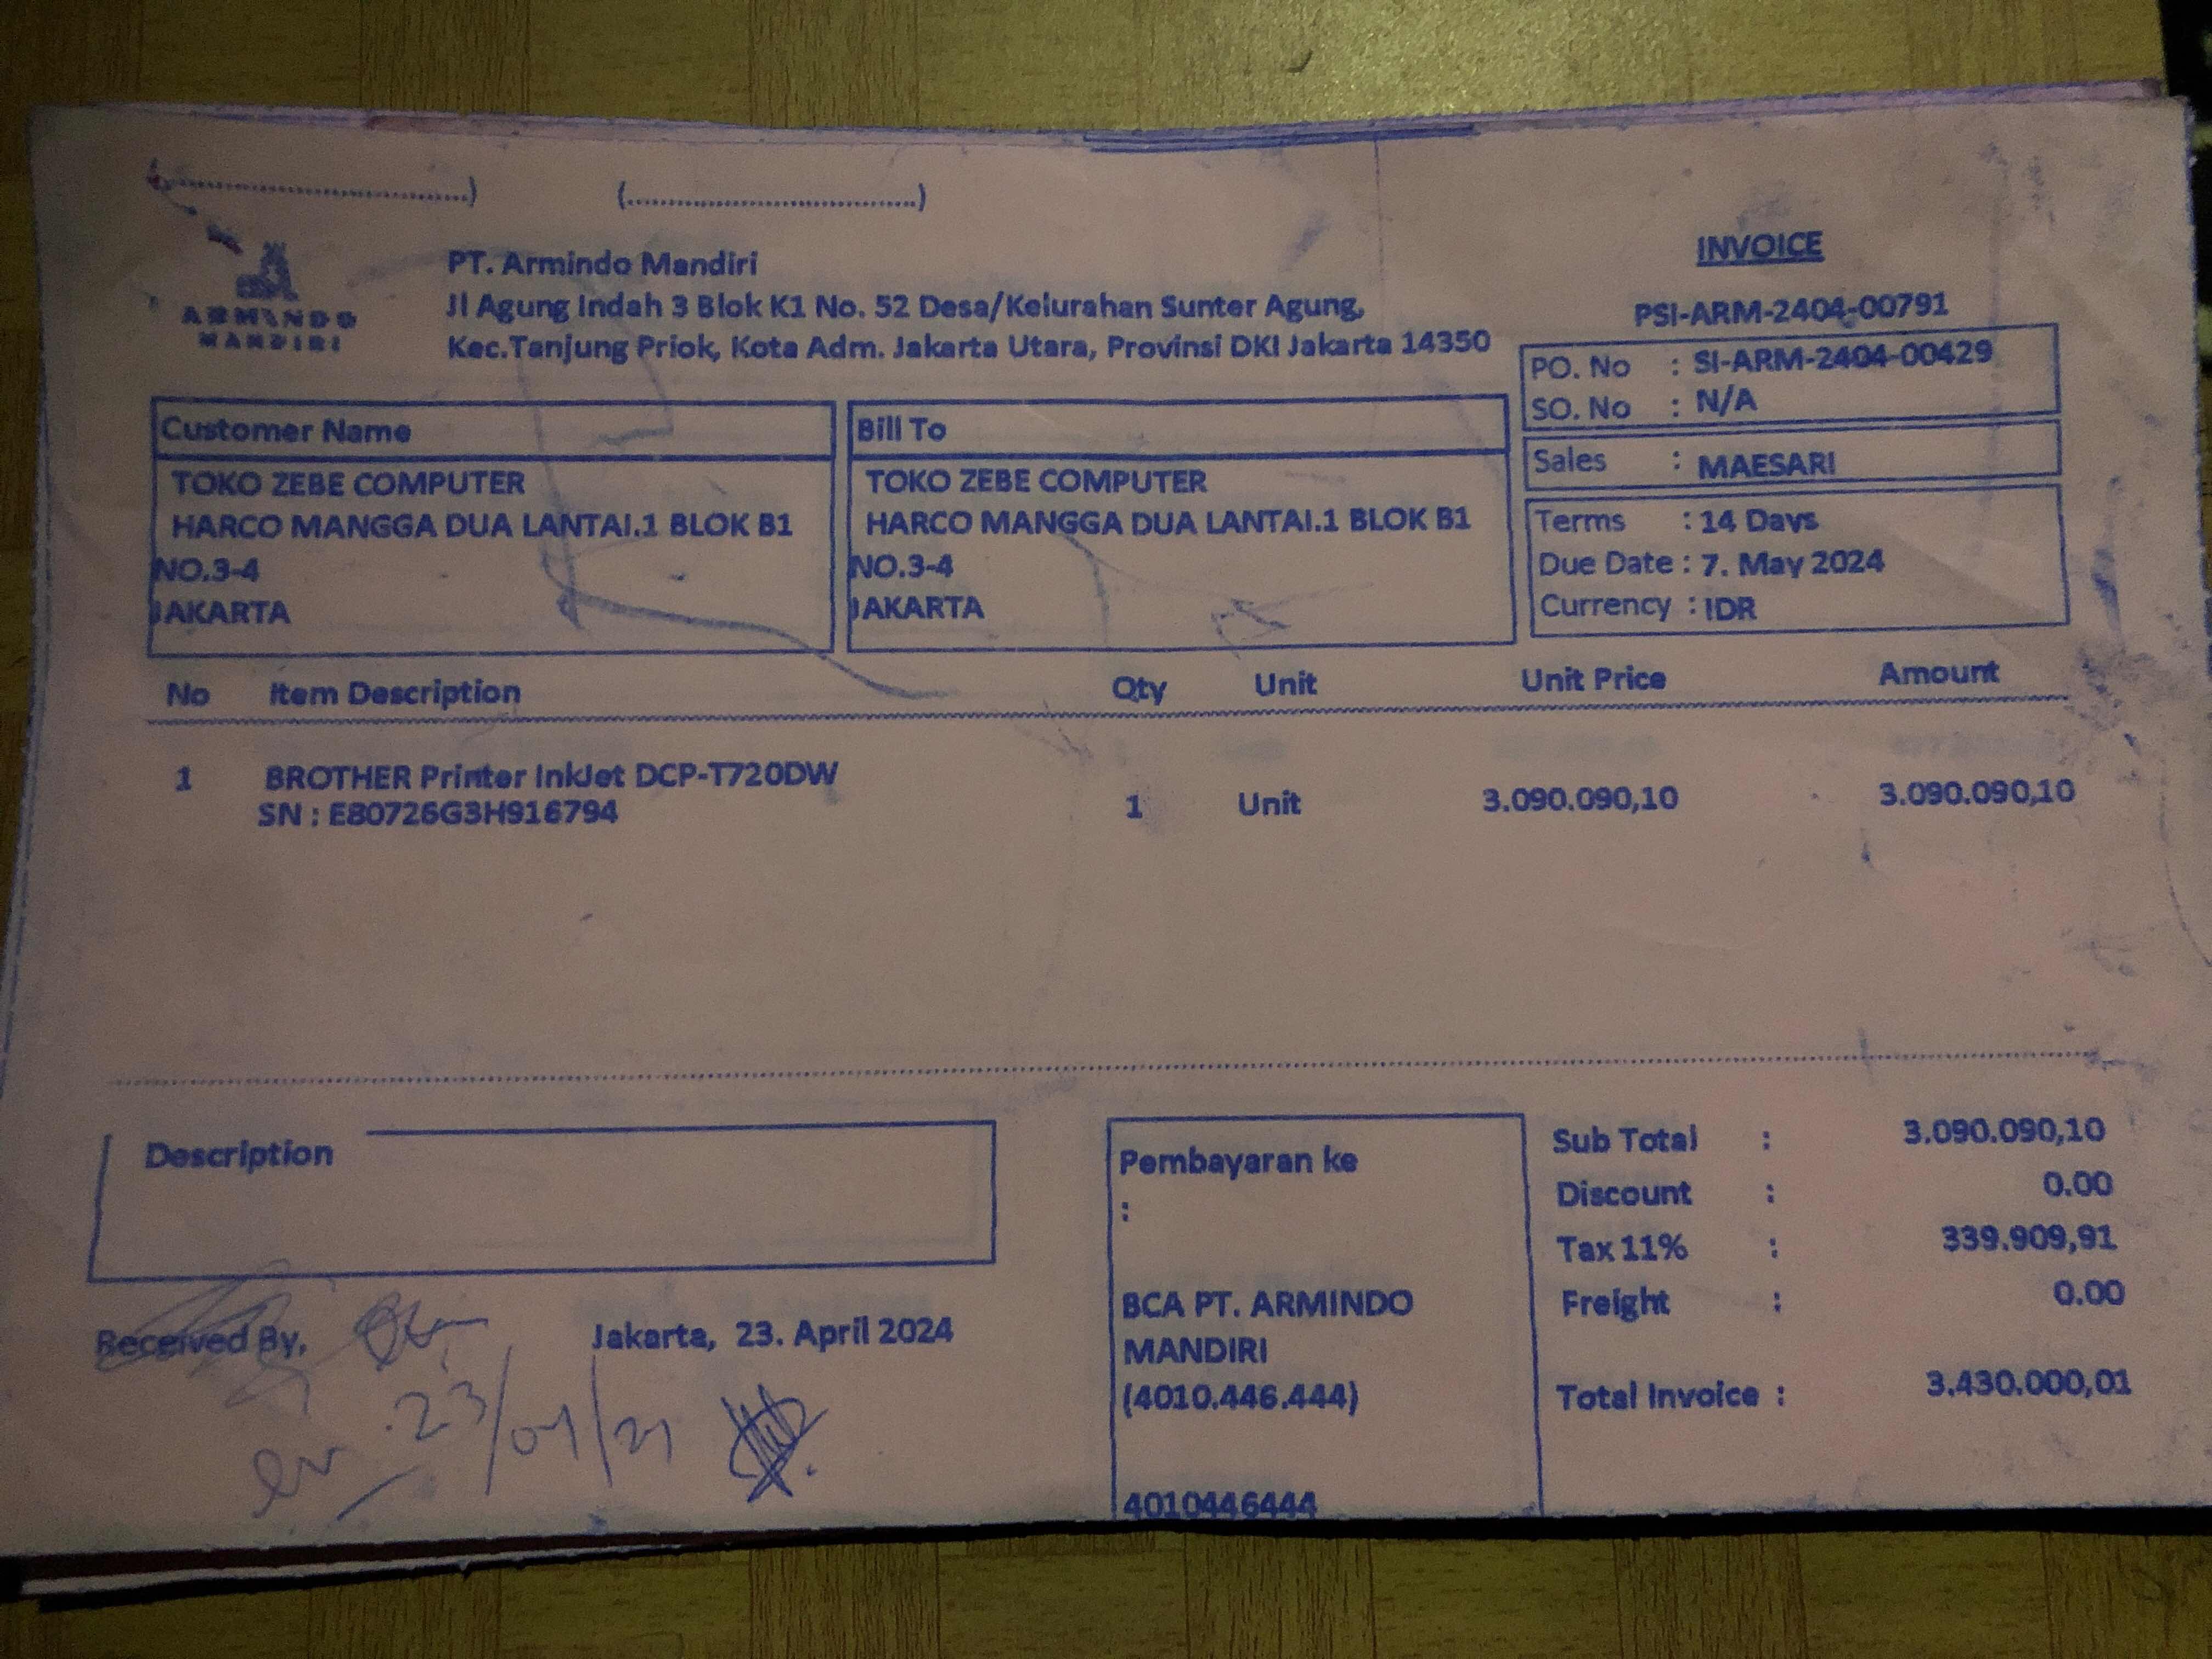 (................................) (................................)
ARMINDO
MANDIRI
PT. Armindo Mandiri
Jl Agung Indah 3 Blok K1 No. 52 Desa/Kelurahan Sunter Agung,
Kec.Tanjung Priok, Kota Adm. Jakarta Utara, Provinsi DKI Jakarta 14350
INVOICE
PSI-ARM-2404-00791
PO. No : SI-ARM-2404-00429
SO. No : N/A
Sales : MAESARI
Terms : 14 Days
Due Date : 7. May 2024
Currency : IDR
Customer Name
TOKO ZEBE COMPUTER
HARCO MANGGA DUA LANTAI.1 BLOK B1
NO.3-4
JAKARTA
Bill To
TOKO ZEBE COMPUTER
HARCO MANGGA DUA LANTAI.1 BLOK B1
NO.3-4
JAKARTA
No Item Description Qty Unit Unit Price Amount
1 BROTHER Printer InkJet DCP-T720DW 1 Unit 3.090.090,10 3.090.090,10
SN : E80726G3H916794
Description
Received By,
Jakarta, 23. April 2024
Pembayaran ke
:
BCA PT. ARMINDO
MANDIRI
(4010.446.444)
4010446444
Sub Total : 3.090.090,10
Discount : 0.00
Tax 11% : 339.909,91
Freight : 0.00
Total Invoice : 3.430.000,01